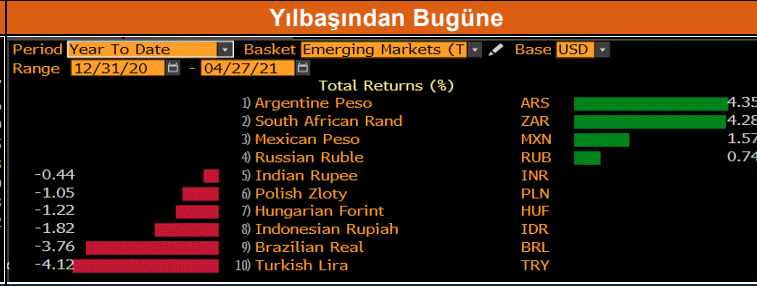 Yılbaşından Bugüne
Period Year To Date Basket Emerging Markets (T Base USD
Range 12/31/20 - 04/27/21
Total Returns (%)
1) Argentine Peso ARS 4.35
2) South African Rand ZAR 4.28
3) Mexican Peso MXN 1.57
4) Russian Ruble RUB 0.74
-0.44 5) Indian Rupee INR
-1.05 6) Polish Zloty PLN
-1.22 7) Hungarian Forint HUF
-1.82 8) Indonesian Rupiah IDR
-3.76 9) Brazilian Real BRL
-4.12 10) Turkish Lira TRY